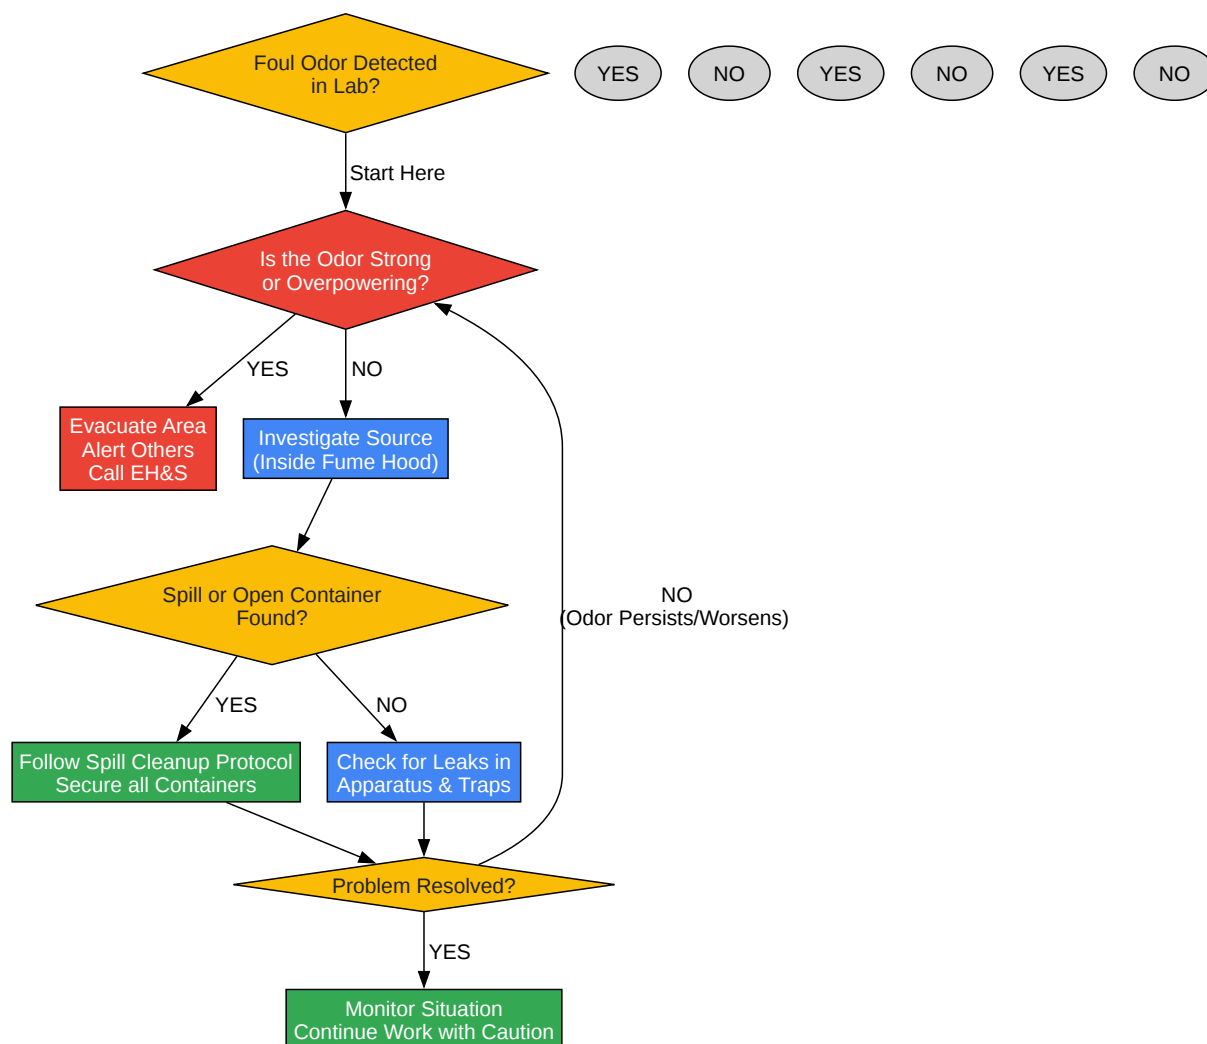 Foul Odor Detected
in Lab?
YES
NO
YES
NO
YES
NO
Start Here
Is the Odor Strong
or Overpowering?
YES
NO
Evacuate Area
Alert Others
Call EH&S
Investigate Source
(Inside Fume Hood)
Spill or Open Container
Found?
NO
(Odor Persists/Worsens)
YES
NO
Follow Spill Cleanup Protocol
Secure all Containers
Check for Leaks in
Apparatus & Traps
Problem Resolved?
YES
Monitor Situation
Continue Work with Caution